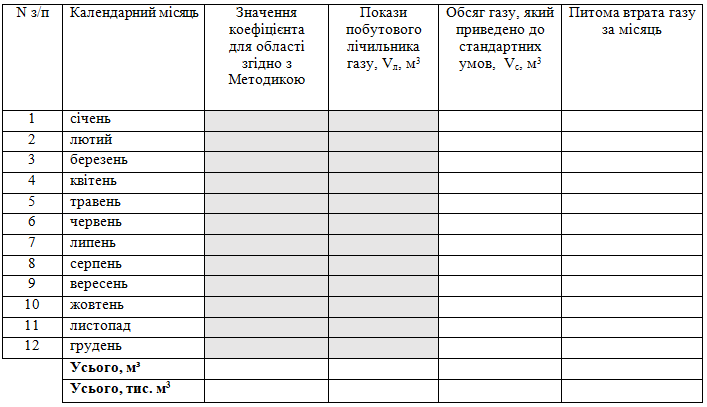 N з/п
Календарний місяць
Значення
коефіцієнта
для області
згідно з
Методикою
Покази
побутового
лічильника
газу, Vл, м³
Обсяг газу, який
приведено до
стандартних
умов, Vс, м³
Питома втрата газу
за місяць
1 січень
2 лютий
3 березень
4 квітень
5 травень
6 червень
7 липень
8 серпень
9 вересень
10 жовтень
11 листопад
12 грудень
Усього, м³
Усього, тис. м³